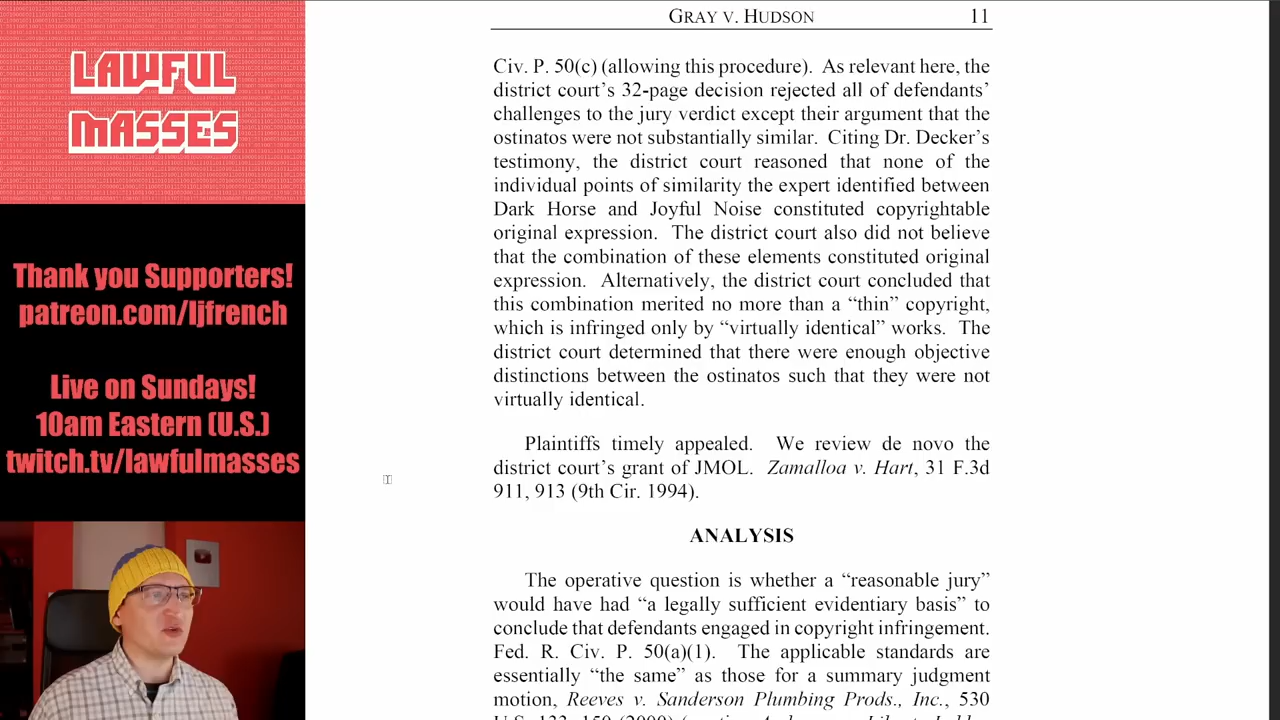 LAWFUL
MASSES
Thank you Supporters!
patreon.com/ljfrench
Live on Sundays!
10am Eastern (U.S.)
twitch.tv/lawfulmasses
GRAY V. HUDSON 11
Civ. P. 50(c) (allowing this procedure). As relevant here, the
district court’s 32-page decision rejected all of defendants’
challenges to the jury verdict except their argument that the
ostinatos were not substantially similar. Citing Dr. Decker’s
testimony, the district court reasoned that none of the
individual points of similarity the expert identified between
Dark Horse and Joyful Noise constituted copyrightable
original expression. The district court also did not believe
that the combination of these elements constituted original
expression. Alternatively, the district court concluded that
this combination merited no more than a “thin” copyright,
which is infringed only by “virtually identical” works. The
district court determined that there were enough objective
distinctions between the ostinatos such that they were not
virtually identical.
Plaintiffs timely appealed. We review de novo the
district court’s grant of JMOL. Zamalloa v. Hart, 31 F.3d
911, 913 (9th Cir. 1994).
ANALYSIS
The operative question is whether a “reasonable jury”
would have had “a legally sufficient evidentiary basis” to
conclude that defendants engaged in copyright infringement.
Fed. R. Civ. P. 50(a)(1). The applicable standards are
essentially “the same” as those for a summary judgment
motion, Reeves v. Sanderson Plumbing Prods., Inc., 530